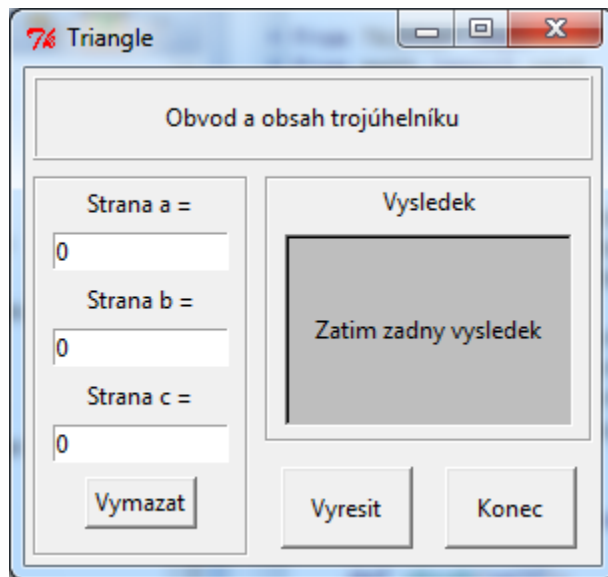 Triangle
Obvod a obsah trojúhelníku
Strana a =
0
Strana b =
0
Strana c =
0
Vymazat
Vysledek
Zatim zadny vysledek
Vyresit
Konec